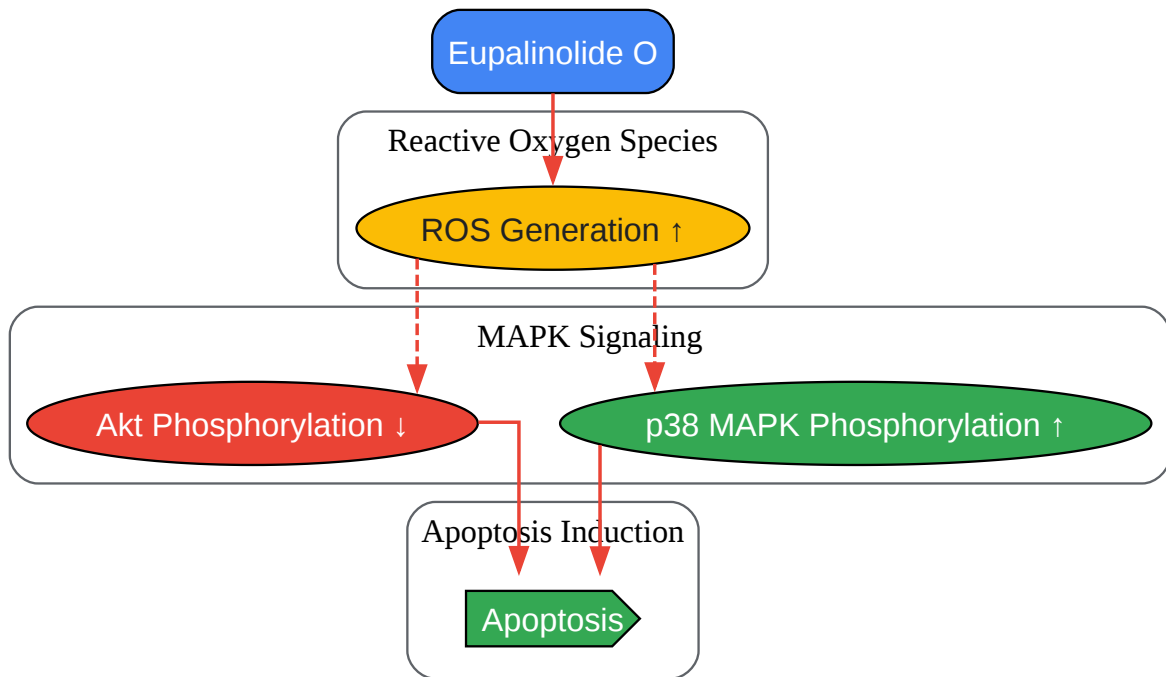 Eupalinolide O
Reactive Oxygen Species
ROS Generation ↑
MAPK Signaling
Akt Phosphorylation ↓
p38 MAPK Phosphorylation ↑
Apoptosis Induction
Apoptosis